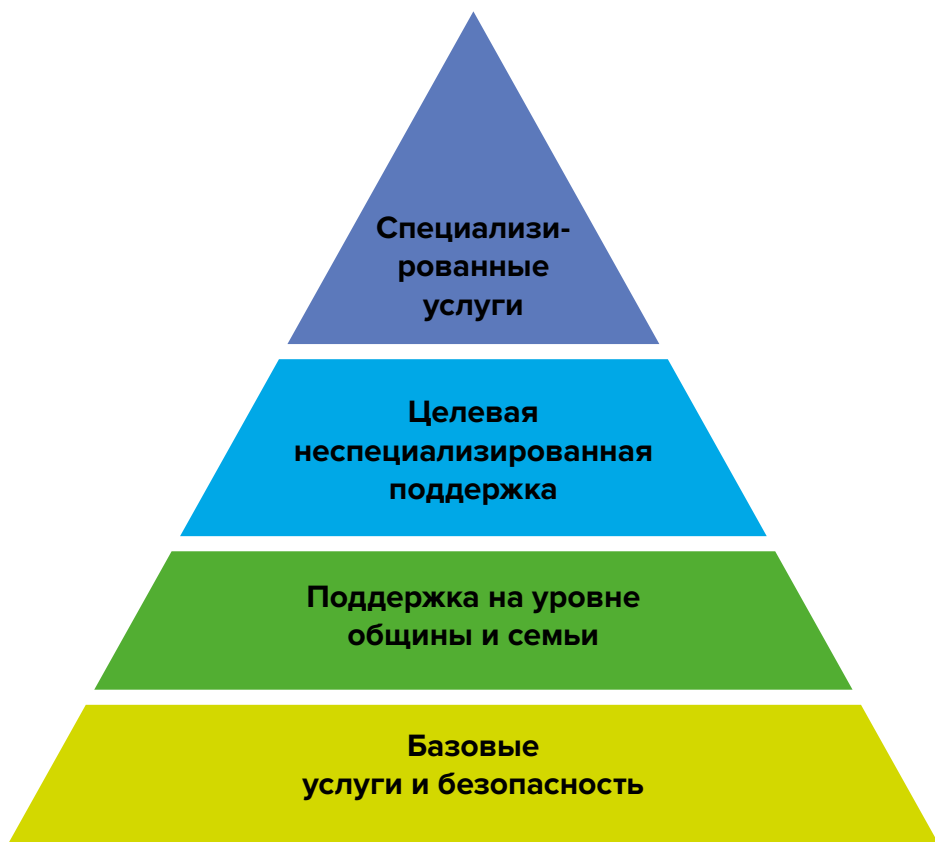 Специализи-
рованные
услуги
Целевая
неспециализированная
поддержка
Поддержка на уровне
общины и семьи
Базовые
услуги и безопасность